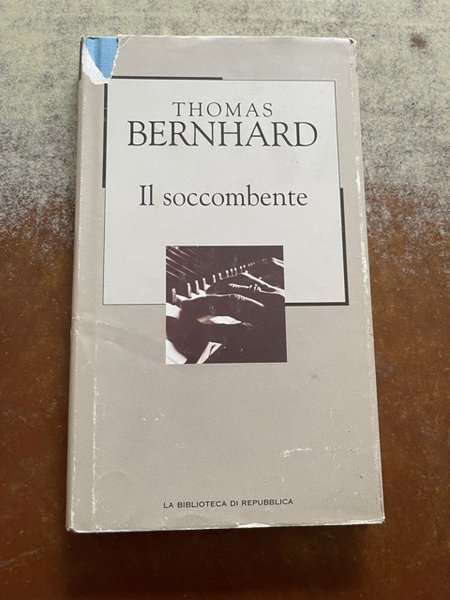 THOMAS
BERNHARD
Il soccombente
LA BIBLIOTECA DI REPUBBLICA